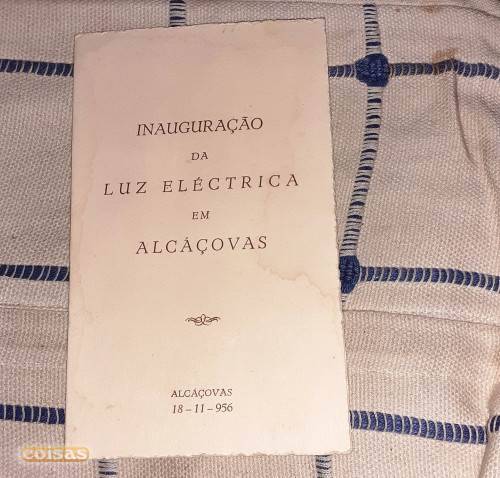 INAUGURAÇÃO
DA
LUZ ELÉCTRICA
EM
ALCÁÇOVAS
ALCÁÇOVAS
18-11-956
coisas